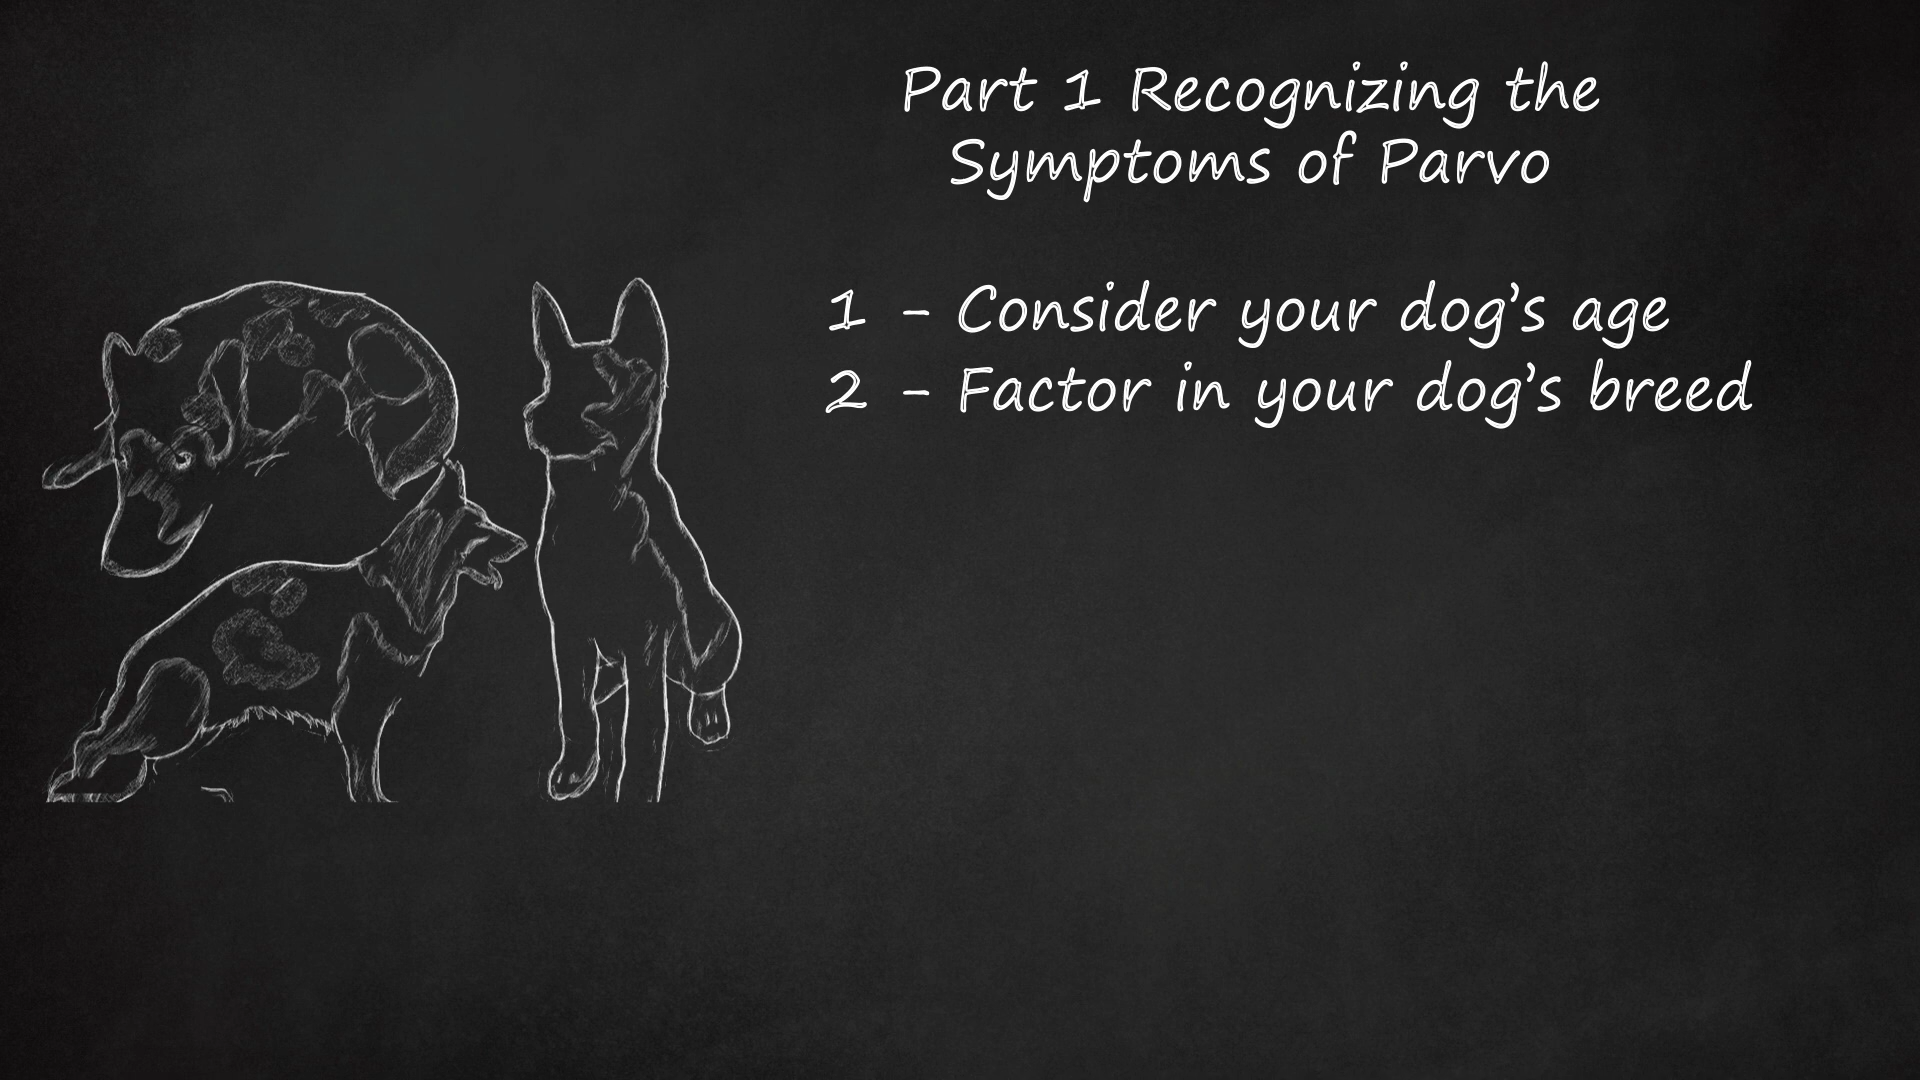 Part 1 Recognizing the
Symptoms of Parvo
1 - Consider your dog’s age
2 - Factor in your dog’s breed